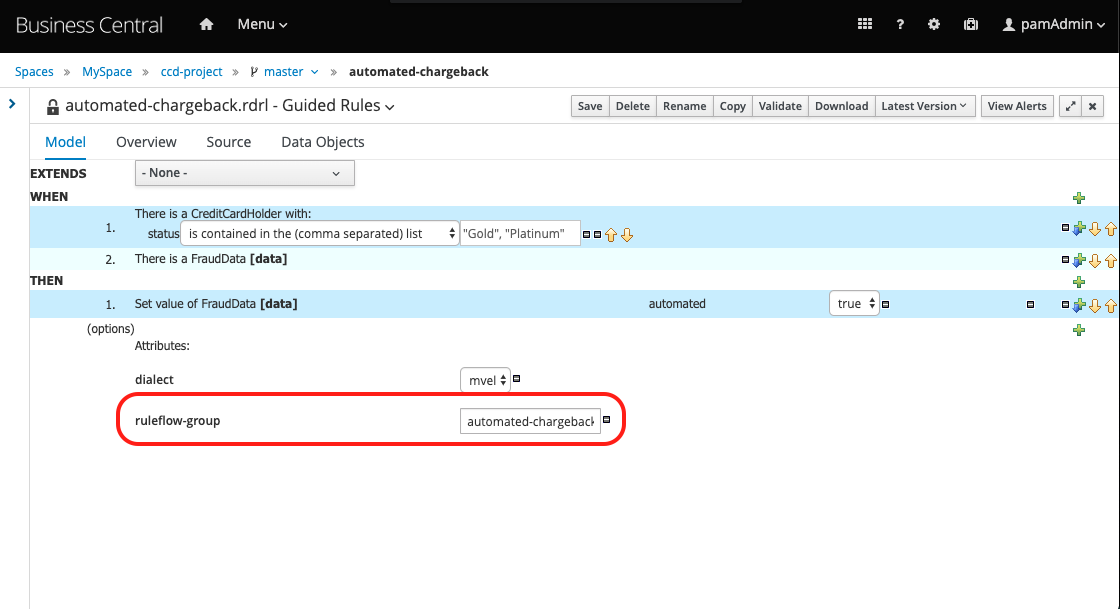 Business Central Menu ? pamAdmin
Spaces » MySpace » ccd-project » master » automated-chargeback
automated-chargeback.rdrl - Guided Rules Save Delete Rename Copy Validate Download Latest Version View Alerts
Model Overview Source Data Objects
EXTENDS - None -
WHEN
There is a CreditCardHolder with:
1. status is contained in the (comma separated) list "Gold", "Platinum"
2. There is a FraudData [data]
THEN
1. Set value of FraudData [data] automated true
(options)
Attributes:
dialect mvel
ruleflow-group automated-chargeback